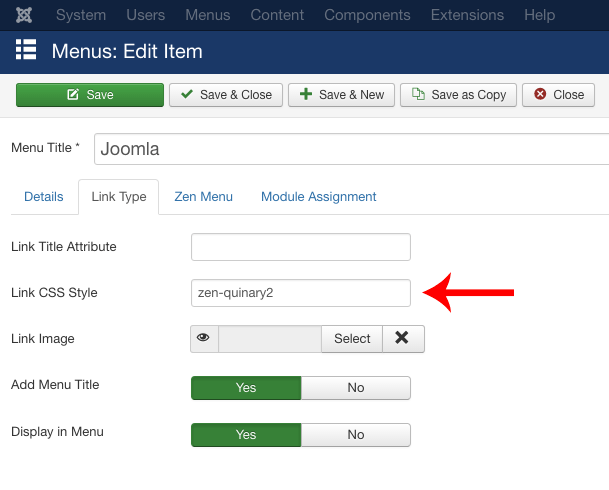 System Users Menus Content Components Extensions Help
Menus: Edit Item
Save Save & Close Save & New Save as Copy Close
Menu Title * Joomla
Details Link Type Zen Menu Module Assignment
Link Title Attribute
Link CSS Style zen-quinary2
Link Image Select
Add Menu Title Yes No
Display in Menu Yes No